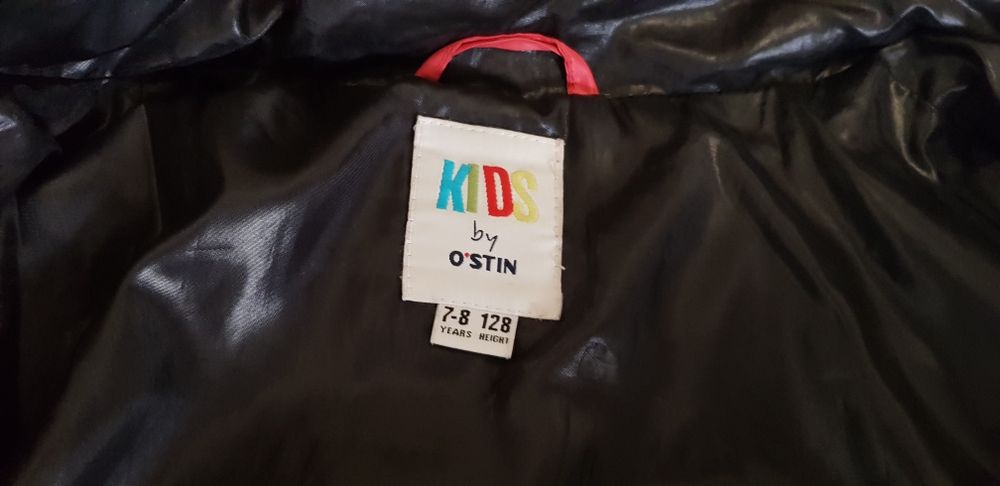 KIDS
by
O'STIN
7-8 128
YEARS HEIGHT